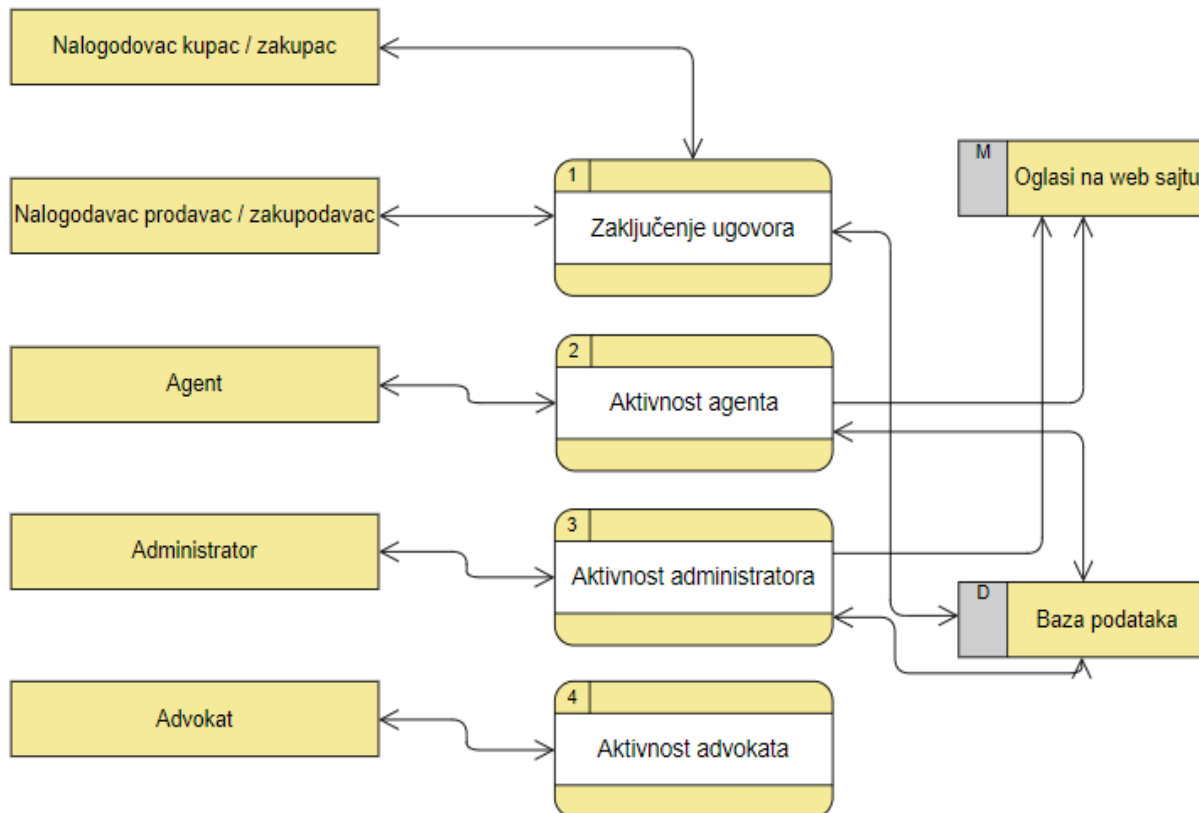 Nalogodovac kupac / zakupac
Nalogodavac prodavac / zakupodavac
Agent
Administrator
Advokat
1
Zaključenje ugovora
2
Aktivnost agenta
3
Aktivnost administratora
4
Aktivnost advokata
M
Oglasi na web sajtu
D
Baza podataka